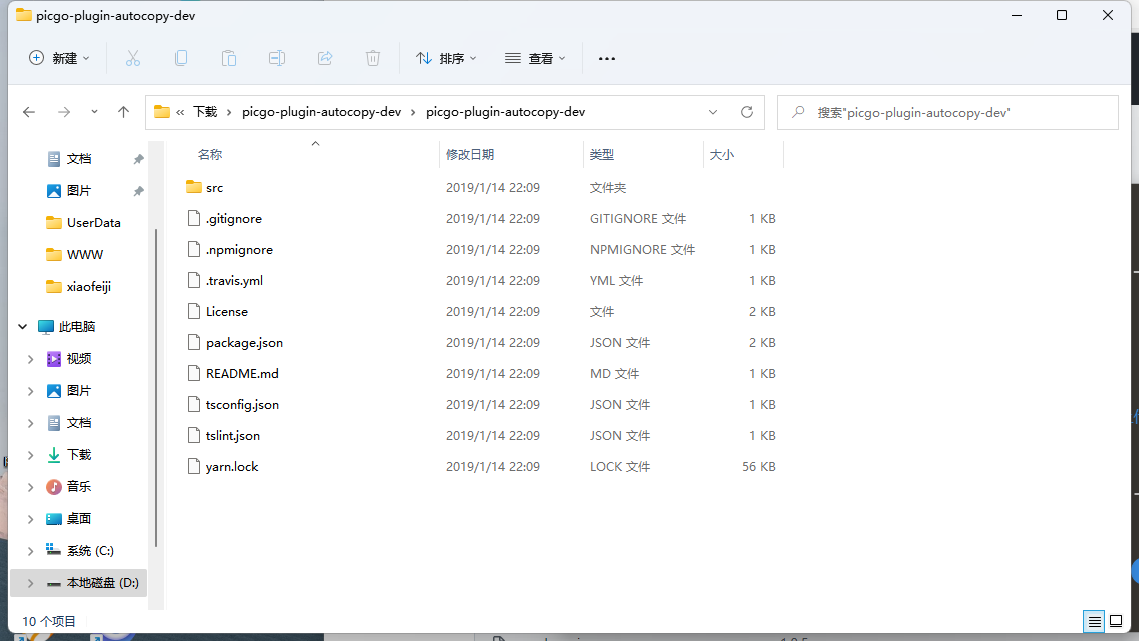 picgo-plugin-autocopy-dev
新建
排序
查看
« 下载 › picgo-plugin-autocopy-dev › picgo-plugin-autocopy-dev
搜索"picgo-plugin-autocopy-dev"
文档
图片
UserData
WWW
xiaofeiji
此电脑
视频
图片
文档
下载
音乐
桌面
系统 (C:)
本地磁盘 (D:)
名称 修改日期 类型 大小
src 2019/1/14 22:09 文件夹
.gitignore 2019/1/14 22:09 GITIGNORE 文件 1 KB
.npmignore 2019/1/14 22:09 NPMIGNORE 文件 1 KB
.travis.yml 2019/1/14 22:09 YML 文件 1 KB
License 2019/1/14 22:09 文件 2 KB
package.json 2019/1/14 22:09 JSON 文件 2 KB
README.md 2019/1/14 22:09 MD 文件 1 KB
tsconfig.json 2019/1/14 22:09 JSON 文件 1 KB
tslint.json 2019/1/14 22:09 JSON 文件 1 KB
yarn.lock 2019/1/14 22:09 LOCK 文件 56 KB
10 个项目